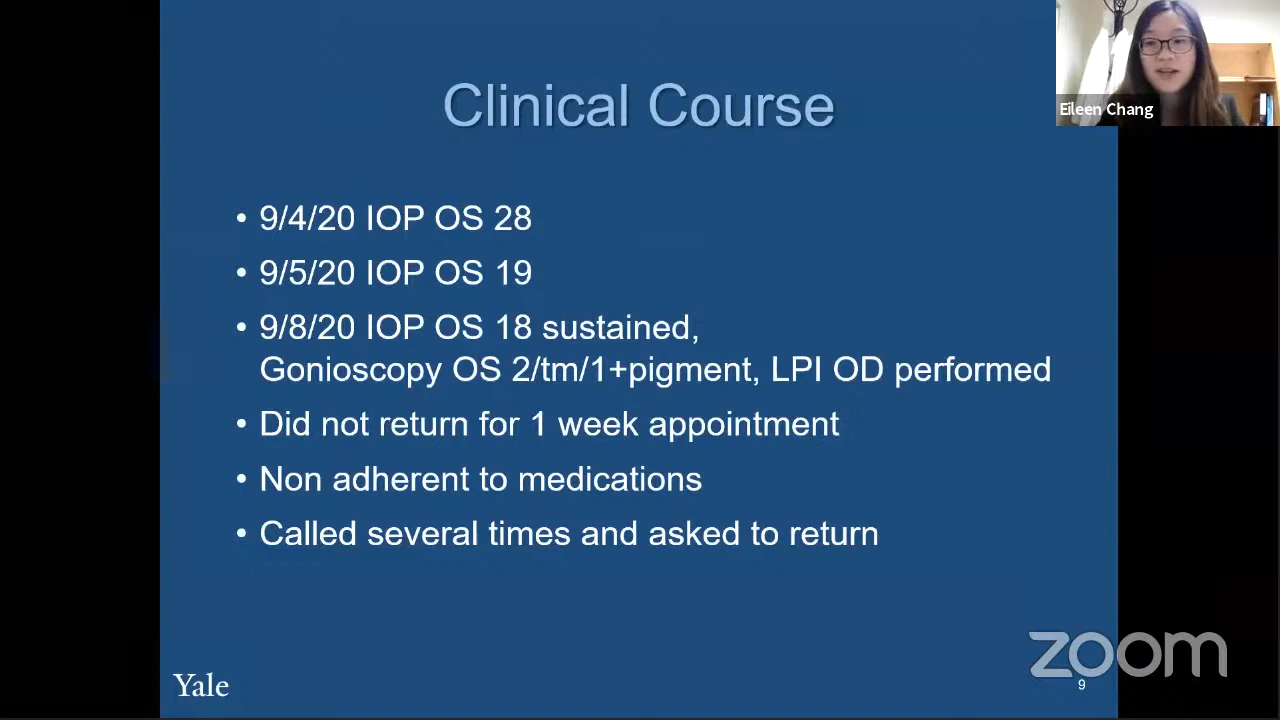 Clinical Course
Eileen Chang
• 9/4/20 IOP OS 28
• 9/5/20 IOP OS 19
• 9/8/20 IOP OS 18 sustained,
Gonioscopy OS 2/tm/1+pigment, LPI OD performed
• Did not return for 1 week appointment
• Non adherent to medications
• Called several times and asked to return
zoom
Yale
9